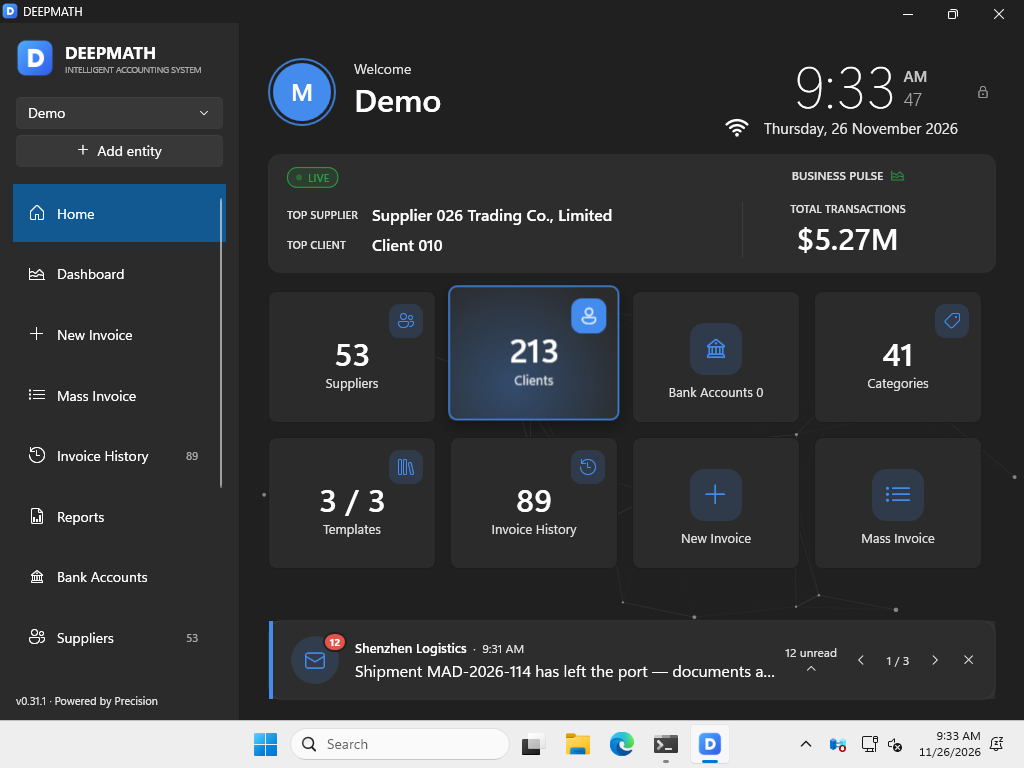 DEEPMATH
D DEEPMATH
INTELLIGENT ACCOUNTING SYSTEM
Demo
+ Add entity
Home
Dashboard
New Invoice
Mass Invoice
Invoice History 89
Reports
Bank Accounts
Suppliers 53
v0.31.1 · Powered by Precision
M
Welcome
Demo
9:33 AM
47
Thursday, 26 November 2026
LIVE
TOP SUPPLIER Supplier 026 Trading Co., Limited
TOP CLIENT Client 010
BUSINESS PULSE
TOTAL TRANSACTIONS
$5.27M
53
Suppliers
213
Clients
Bank Accounts 0
41
Categories
3 / 3
Templates
89
Invoice History
New Invoice
Mass Invoice
12
Shenzhen Logistics · 9:31 AM
Shipment MAD-2026-114 has left the port — documents a...
12 unread
1 / 3
Search
D
9:33 AM
11/26/2026